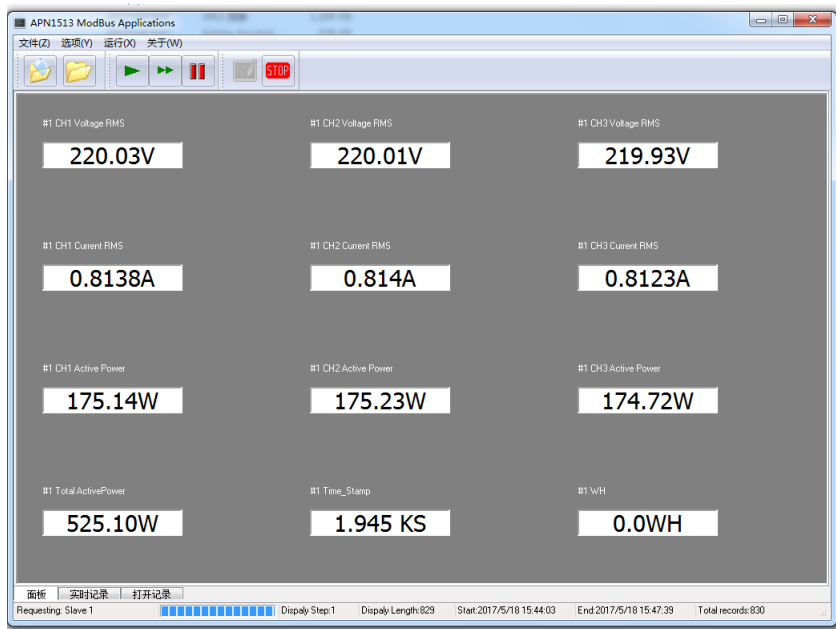 APN1513 ModBus Applications
文件(Z) 选项(Y) 运行(X) 关于(W)
STOP
#1 CH1 Voltage RMS #1 CH2 Voltage RMS #1 CH3 Voltage RMS
220.03V 220.01V 219.93V
#1 CH1 Current RMS #1 CH2 Current RMS #1 CH3 Current RMS
0.8138A 0.814A 0.8123A
#1 CH1 Active Power #1 CH2 Active Power #1 CH3 Active Power
175.14W 175.23W 174.72W
#1 Total ActivePower #1 Time_Stamp #1 WH
525.10W 1.945 KS 0.0WH
面板 实时记录 打开记录
Requesting: Slave 1 Dispaly Step:1 Dispaly Length:829 Start:2017/5/18 15:44:03 End:2017/5/18 15:47:39 Total records:830